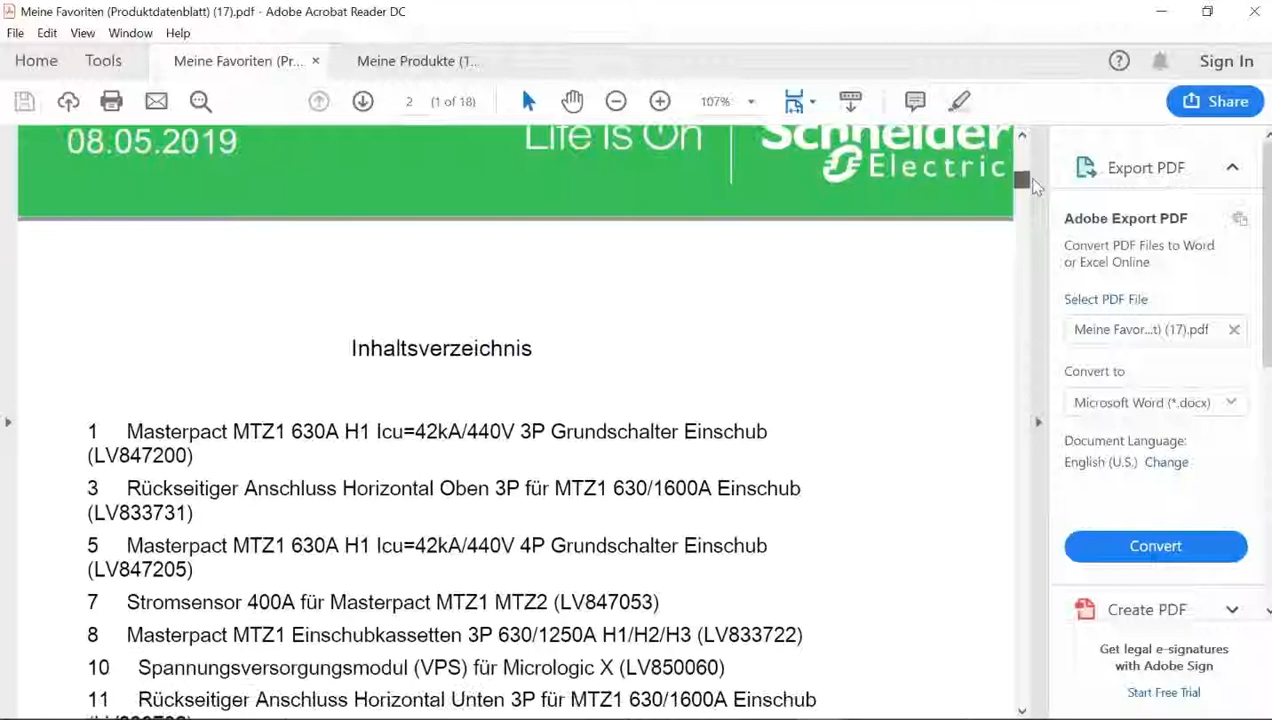 Meine Favoriten (Produktdatenblatt) (17).pdf - Adobe Acrobat Reader DC
File Edit View Window Help
Home Tools Meine Favoriten (Pr... × Meine Produkte (1... Sign In
2 (1 of 18) 107% Share
08.05.2019 Life Is On Schneider
Electric
Inhaltsverzeichnis
1 Masterpact MTZ1 630A H1 Icu=42kA/440V 3P Grundschalter Einschub
(LV847200)
3 Rückseitiger Anschluss Horizontal Oben 3P für MTZ1 630/1600A Einschub
(LV833731)
5 Masterpact MTZ1 630A H1 Icu=42kA/440V 4P Grundschalter Einschub
(LV847205)
7 Stromsensor 400A für Masterpact MTZ1 MTZ2 (LV847053)
8 Masterpact MTZ1 Einschubkassetten 3P 630/1250A H1/H2/H3 (LV833722)
10 Spannungsversorgungsmodul (VPS) für Micrologic X (LV850060)
11 Rückseitiger Anschluss Horizontal Unten 3P für MTZ1 630/1600A Einschub
Export PDF
Adobe Export PDF
Convert PDF Files to Word
or Excel Online
Select PDF File
Meine Favor...t) (17).pdf
Convert to
Microsoft Word (*.docx)
Document Language:
English (U.S.) Change
Convert
Create PDF
Get legal e-signatures
with Adobe Sign
Start Free Trial